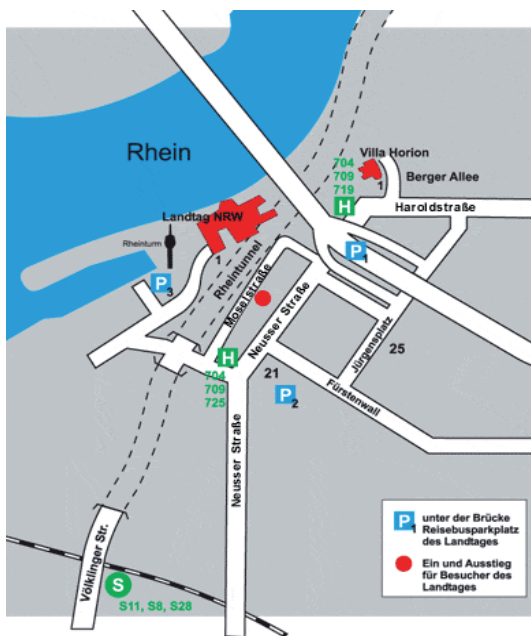 Rhein
Villa Horion
704
709
719
1
Berger Allee
H
Haroldstraße
Landtag NRW
Rheinturm
1
P
1
P
3
Rheintunnel
Moselstraße
Neusser Straße
Jürgensplatz
25
H
704
709
725
21
P
2
Fürstenwall
Neusser Straße
Völklinger Str.
S
S11, S8, S28
P
1
unter der Brücke
Reisebusparkplatz
des Landtages
Ein und Ausstieg
für Besucher des
Landtages